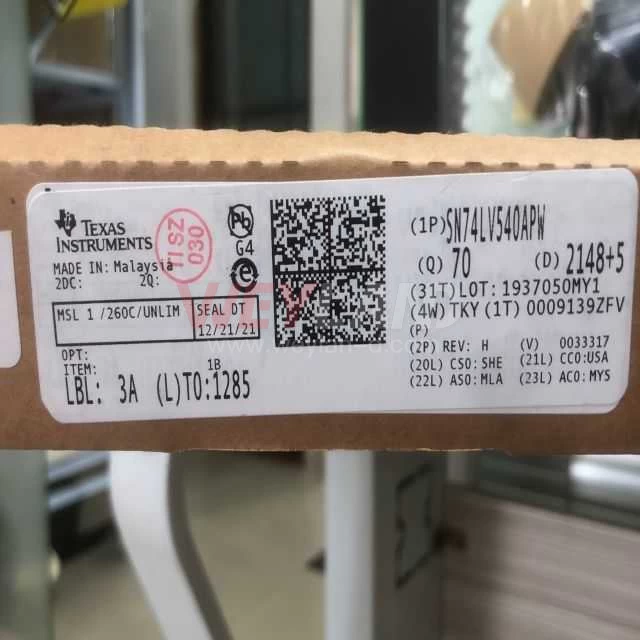 TEXAS
INSTRUMENTS
MADE IN: Malaysia
2DC: 2Q:
TI SZ
030
Pb
G4
e
MSL 1 /260C/UNLIM
SEAL DT
12/21/21
OPT:
ITEM:
1B
LBL: 3A (L)TO:1285
(1P)SN74LV540APW
(Q) 70 (D) 2148+5
(31T)LOT:1937050MY1
(4W)TKY(1T) 0009139ZFV
(P)
(2P) REV: H (V) 0033317
(20L) CSO:SHE (21L) CCO:USA
(22L) ASO:MLA (23L) ACO:MYS